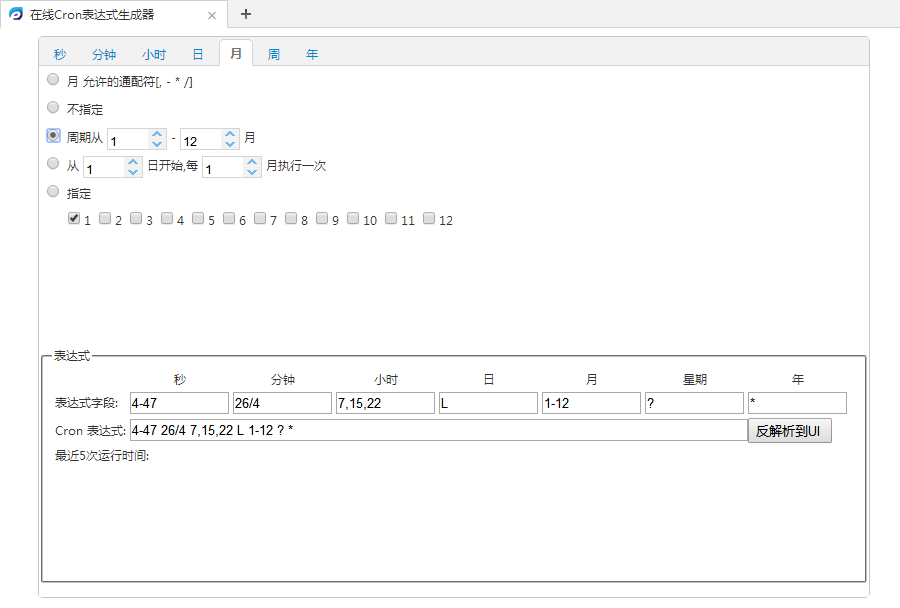 在线Cron表达式生成器
秒 分钟 小时 日 月 周 年
月 允许的通配符[, - * /]
不指定
周期从 1 - 12 月
从 1 日开始,每 1 月执行一次
指定
1 2 3 4 5 6 7 8 9 10 11 12
表达式
秒 分钟 小时 日 月 星期 年
表达式字段: 4-47 26/4 7,15,22 L 1-12 ? *
Cron 表达式: 4-47 26/4 7,15,22 L 1-12 ? * 反解析到UI
最近5次运行时间: